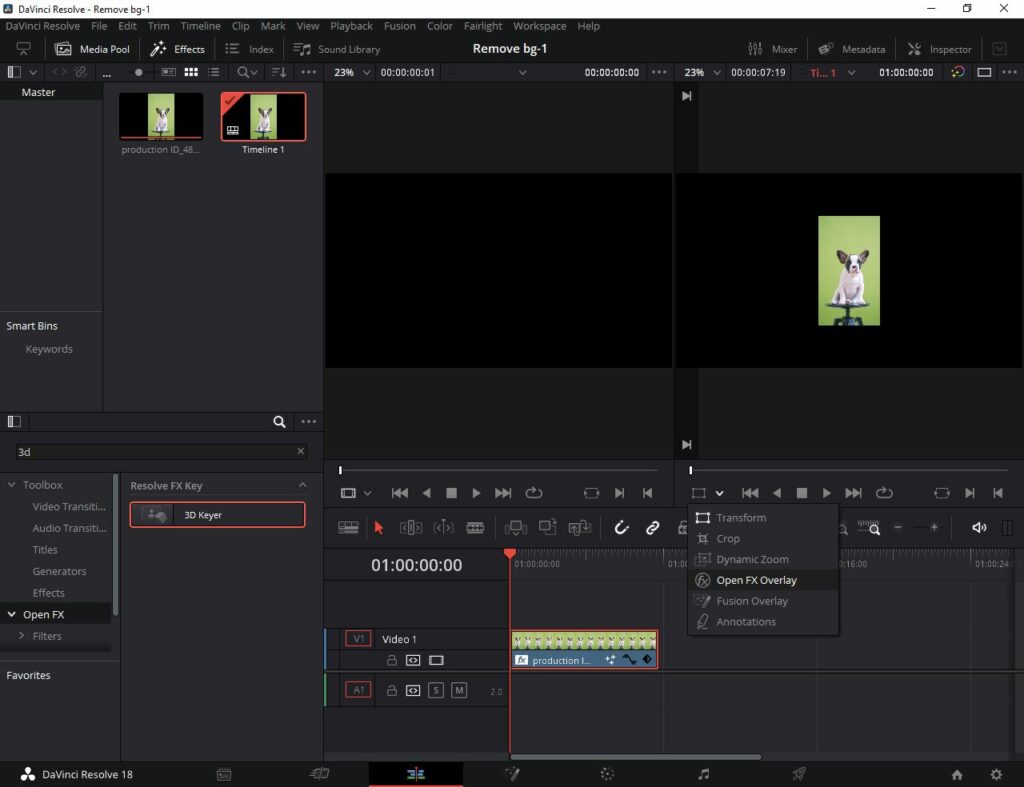 DaVinci Resolve - Remove bg-1
DaVinci Resolve File Edit Trim Timeline Clip Mark View Playback Fusion Color Fairlight Workspace Help
Media Pool Effects Index Sound Library Remove bg-1 Mixer Metadata Inspector
23% 00:00:00:01 00:00:00:00 23% 00:00:07:19 Ti... 1 01:00:00:00
Master
production ID_48... Timeline 1
Smart Bins
Keywords
3d
Toolbox
Video Transiti...
Audio Transiti...
Titles
Generators
Effects
Open FX
Filters
Favorites
Resolve FX Key
3D Keyer
Transform
Crop
Dynamic Zoom
Open FX Overlay
Fusion Overlay
Annotations
01:00:00:00
01:00:00:00 01:0 :16:00 01:00:24:
V1 Video 1
fx production I...
A1 S M 2.0
DaVinci Resolve 18